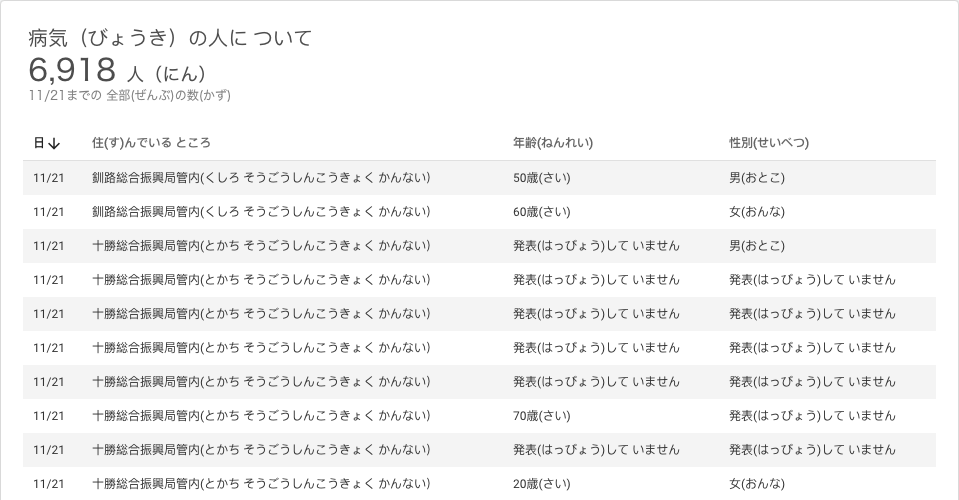 病気（びょうき）の人に ついて
6,918 人（にん）
11/21までの 全部(ぜんぶ)の数(かず)
日↓ 住(す)んでいる ところ 年齢(ねんれい) 性別(せいべつ)
11/21 釧路総合振興局管内(くしろ そうごうしんこうきょく かんない) 50歳(さい) 男(おとこ)
11/21 釧路総合振興局管内(くしろ そうごうしんこうきょく かんない) 60歳(さい) 女(おんな)
11/21 十勝総合振興局管内(とかち そうごうしんこうきょく かんない) 発表(はっぴょう)して いません 男(おとこ)
11/21 十勝総合振興局管内(とかち そうごうしんこうきょく かんない) 発表(はっぴょう)して いません 発表(はっぴょう)して いません
11/21 十勝総合振興局管内(とかち そうごうしんこうきょく かんない) 発表(はっぴょう)して いません 発表(はっぴょう)して いません
11/21 十勝総合振興局管内(とかち そうごうしんこうきょく かんない) 発表(はっぴょう)して いません 発表(はっぴょう)して いません
11/21 十勝総合振興局管内(とかち そうごうしんこうきょく かんない) 発表(はっぴょう)して いません 発表(はっぴょう)して いません
11/21 十勝総合振興局管内(とかち そうごうしんこうきょく かんない) 70歳(さい) 発表(はっぴょう)して いません
11/21 十勝総合振興局管内(とかち そうごうしんこうきょく かんない) 発表(はっぴょう)して いません 発表(はっぴょう)して いません
11/21 十勝総合振興局管内(とかち そうごうしんこうきょく かんない) 20歳(さい) 女(おんな)